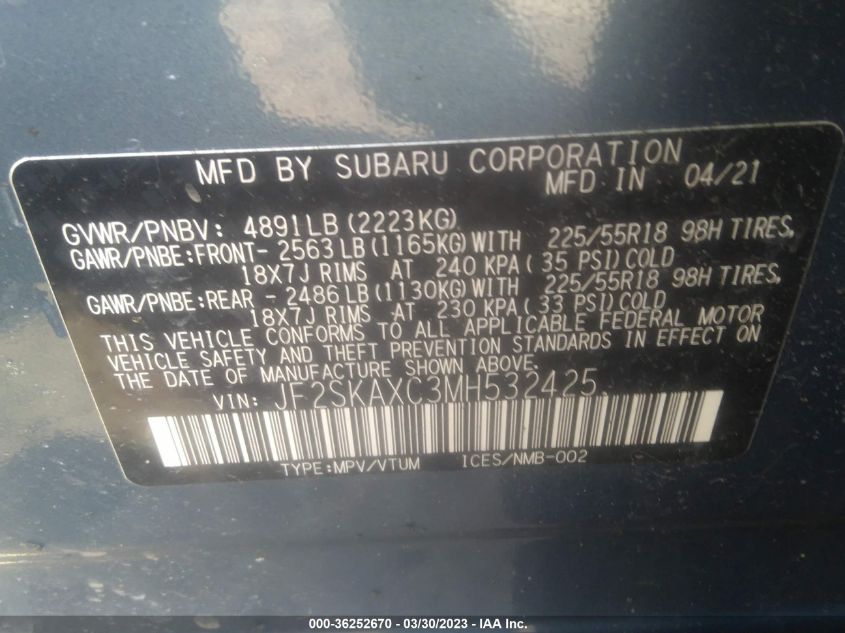 MFD BY SUBARU CORPORATION
MFD IN 04/21
GVWR/PNBV: 4891LB(2223KG)
GAWR/PNBE:FRONT- 2563LB(1165KG)WITH 225/55R18 98H TIRES,
18X7J RIMS AT 240 KPA(35 PSI)COLD
GAWR/PNBE:REAR - 2486LB(1130KG)WITH 225/55R18 98H TIRES,
18X7J RIMS AT 230 KPA(33 PSI)COLD
THIS VEHICLE CONFORMS TO ALL APPLICABLE FEDERAL MOTOR
VEHICLE SAFETY AND THEFT PREVENTION STANDARDS IN EFFECT ON
THE DATE OF MANUFACTURE SHOWN ABOVE.
VIN: JF2SKAXC3MH532425
TYPE:MPV/VTUM ICES/NMB-002
000-36252670 - 03/30/2023 - IAA Inc.